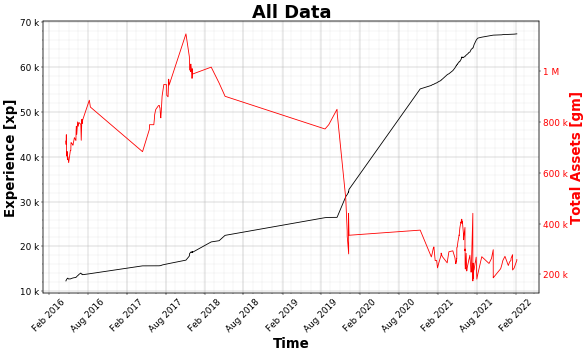 All Data
70 k
60 k
50 k
40 k
30 k
20 k
10 k
Experience [xp]
1 M
800 k
600 k
400 k
200 k
Total Assets [gm]
Feb 2016
Aug 2016
Feb 2017
Aug 2017
Feb 2018
Aug 2018
Feb 2019
Aug 2019
Feb 2020
Aug 2020
Feb 2021
Aug 2021
Feb 2022
Time